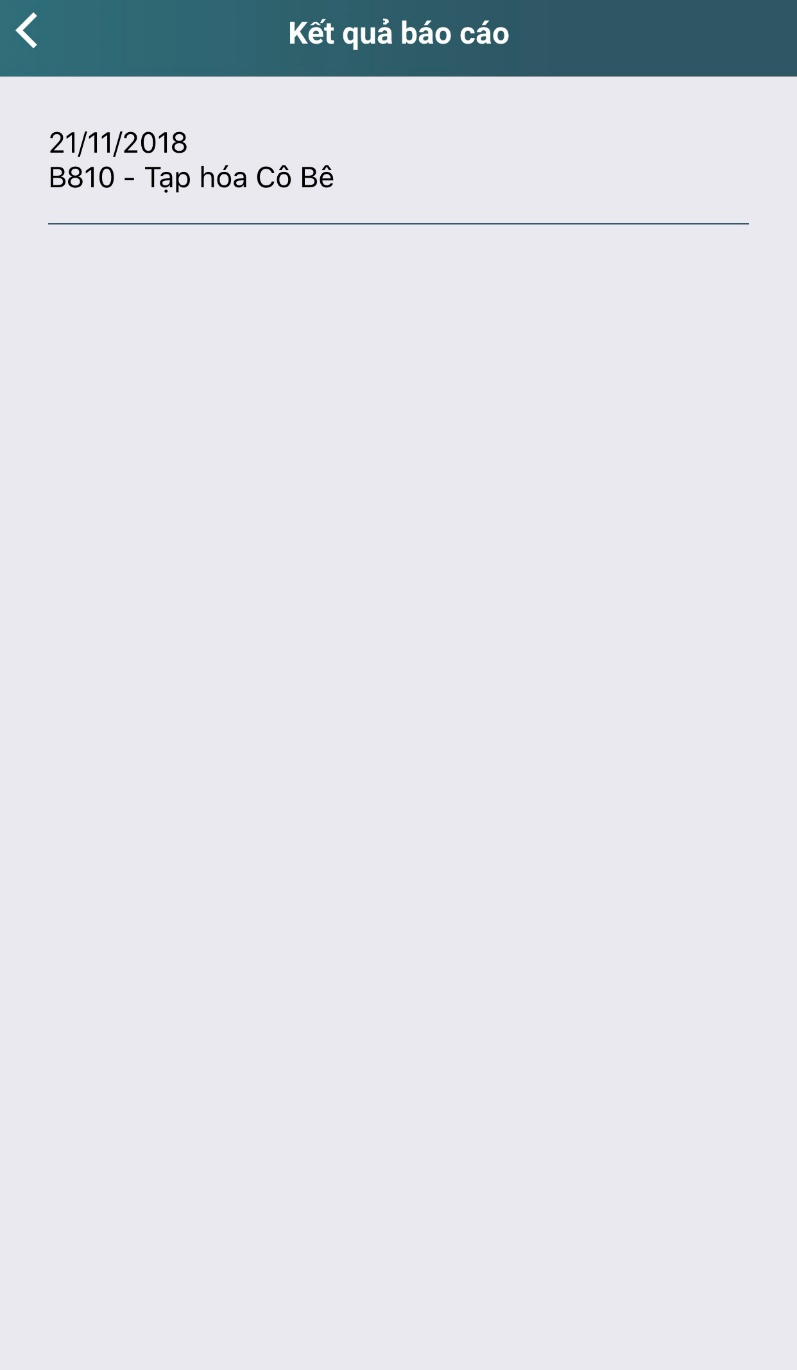 Kết quả báo cáo
21/11/2018
B810 - Tạp hóa Cô Bê